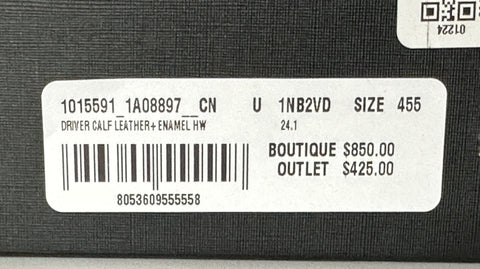 01224
1015591_1A08897__CN U 1NB2VD SIZE 455
DRIVER CALF LEATHER+ENAMEL HW 24.1
BOUTIQUE $850.00
OUTLET $425.00
8053609555558